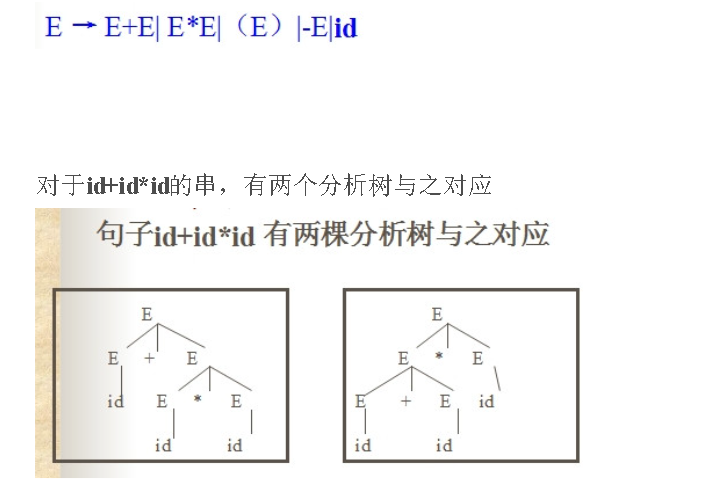 E → E+E| E*E|（E）|-E|id
对于id+id*id的串，有两个分析树与之对应
句子id+id*id 有两棵分析树与之对应
E
E + E
id E * E
id id
E
E * E
E + E id
id id